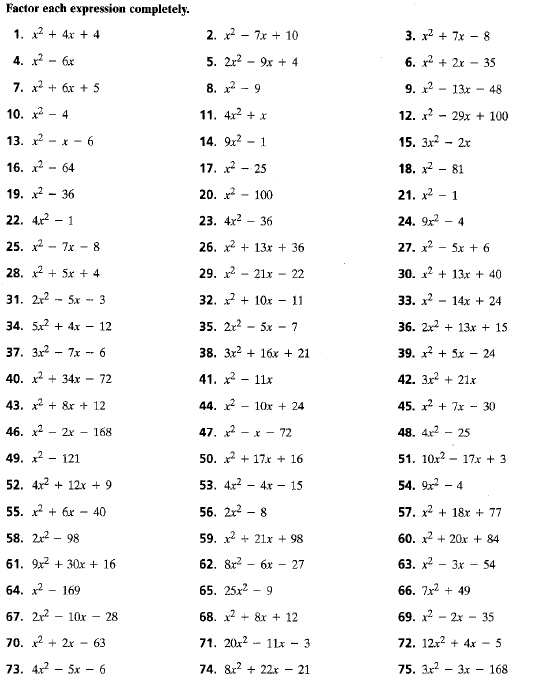 Factor each expression completely.
1. x² + 4x + 4 2. x² − 7x + 10 3. x² + 7x − 8
4. x² − 6x 5. 2x² − 9x + 4 6. x² + 2x − 35
7. x² + 6x + 5 8. x² − 9 9. x² − 13x − 48
10. x² − 4 11. 4x² + x 12. x² − 29x + 100
13. x² − x − 6 14. 9x² − 1 15. 3x² − 2x
16. x² − 64 17. x² − 25 18. x² − 81
19. x² − 36 20. x² − 100 21. x² − 1
22. 4x² − 1 23. 4x² − 36 24. 9x² − 4
25. x² − 7x − 8 26. x² + 13x + 36 27. x² − 5x + 6
28. x² + 5x + 4 29. x² − 21x − 22 30. x² + 13x + 40
31. 2x² − 5x − 3 32. x² + 10x − 11 33. x² − 14x + 24
34. 5x² + 4x − 12 35. 2x² − 5x − 7 36. 2x² + 13x + 15
37. 3x² − 7x − 6 38. 3x² + 16x + 21 39. x² + 5x − 24
40. x² + 34x − 72 41. x² − 11x 42. 3x² + 21x
43. x² + 8x + 12 44. x² − 10x + 24 45. x² + 7x − 30
46. x² − 2x − 168 47. x² − x − 72 48. 4x² − 25
49. x² − 121 50. x² + 17x + 16 51. 10x² − 17x + 3
52. 4x² + 12x + 9 53. 4x² − 4x − 15 54. 9x² − 4
55. x² + 6x − 40 56. 2x² − 8 57. x² + 18x + 77
58. 2x² − 98 59. x² + 21x + 98 60. x² + 20x + 84
61. 9x² + 30x + 16 62. 8x² − 6x − 27 63. x² − 3x − 54
64. x² − 169 65. 25x² − 9 66. 7x² + 49
67. 2x² − 10x − 28 68. x² + 8x + 12 69. x² − 2x − 35
70. x² + 2x − 63 71. 20x² − 11x − 3 72. 12x² + 4x − 5
73. 4x² − 5x − 6 74. 8x² + 22x − 21 75. 3x² − 3x − 168